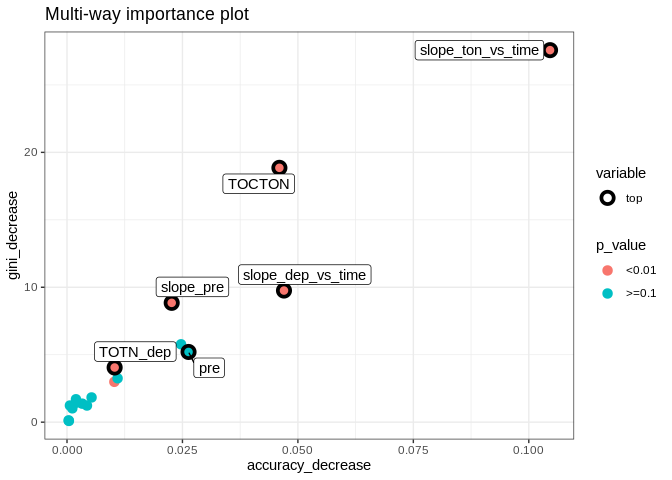 Multi-way importance plot
slope_ton_vs_time
TOCTON
slope_dep_vs_time
slope_pre
TOTN_dep
pre
20
10
0
gini_decrease
0.000
0.025
0.050
0.075
0.100
accuracy_decrease
variable
top
p_value
<0.01
>=0.1